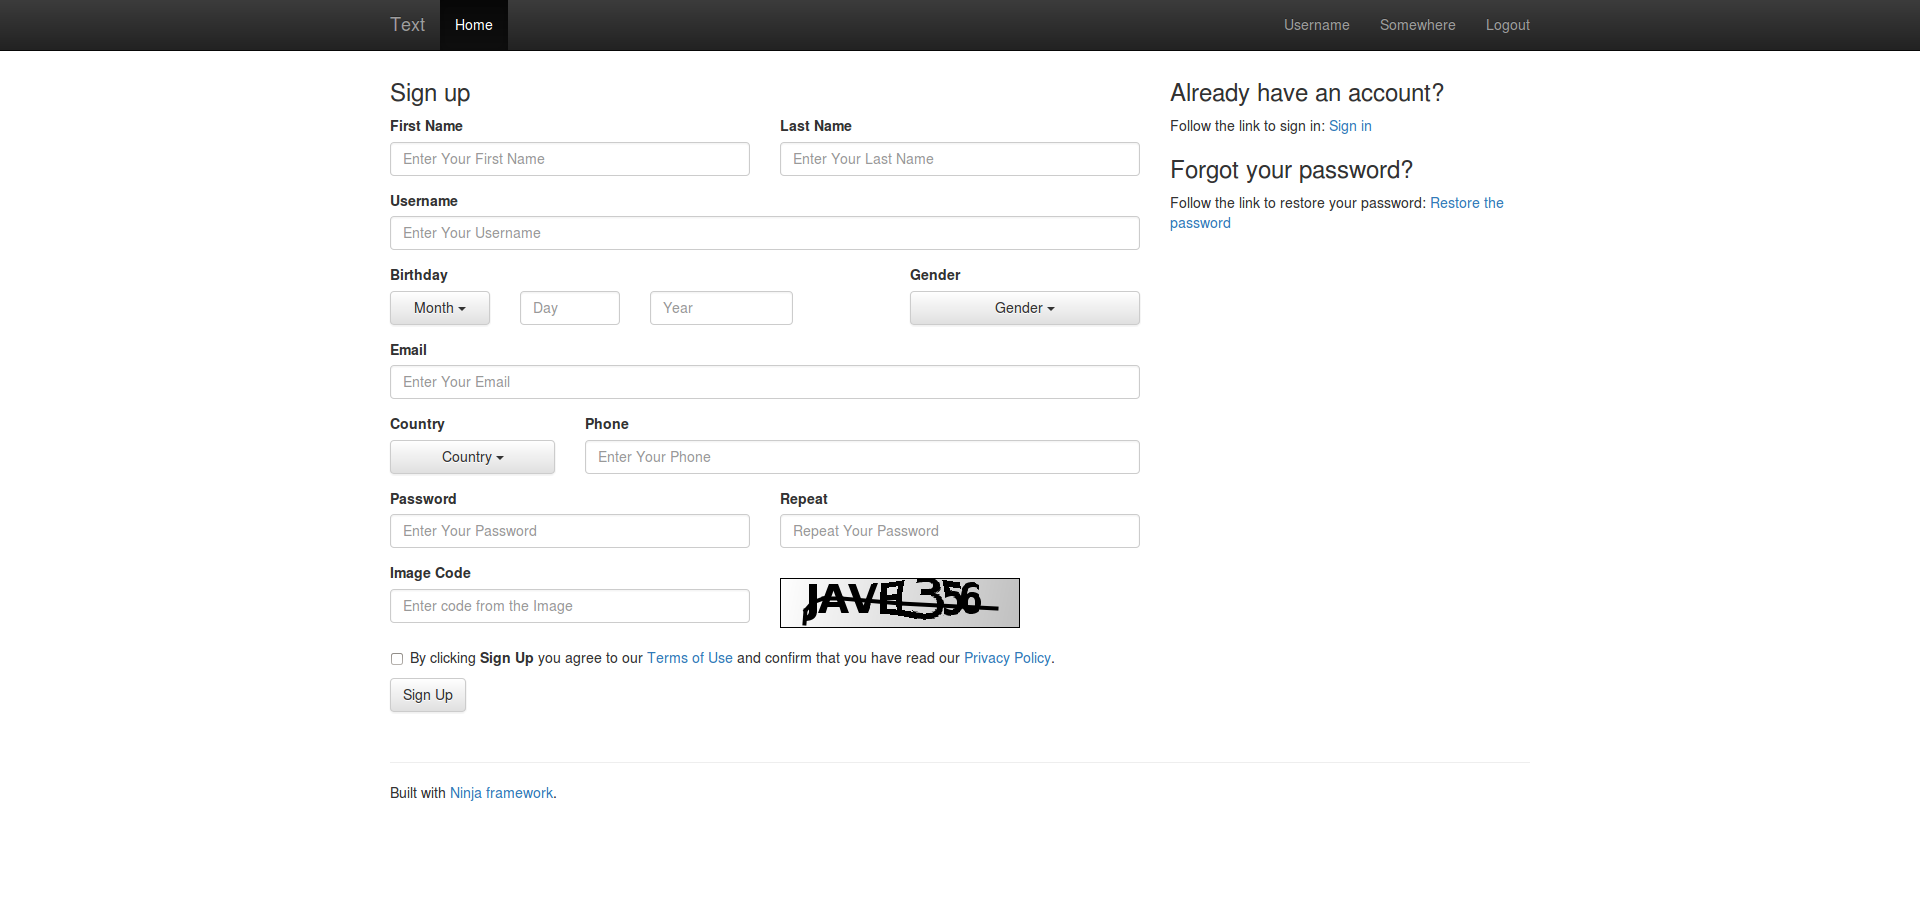 Text Home Username Somewhere Logout
Sign up
First Name Last Name
Enter Your First Name Enter Your Last Name
Username
Enter Your Username
Birthday Gender
Month Day Year Gender
Email
Enter Your Email
Country Phone
Country Enter Your Phone
Password Repeat
Enter Your Password Repeat Your Password
Image Code
Enter code from the Image
By clicking Sign Up you agree to our Terms of Use and confirm that you have read our Privacy Policy.
Sign Up
Already have an account?
Follow the link to sign in: Sign in
Forgot your password?
Follow the link to restore your password: Restore the
password
Built with Ninja framework.